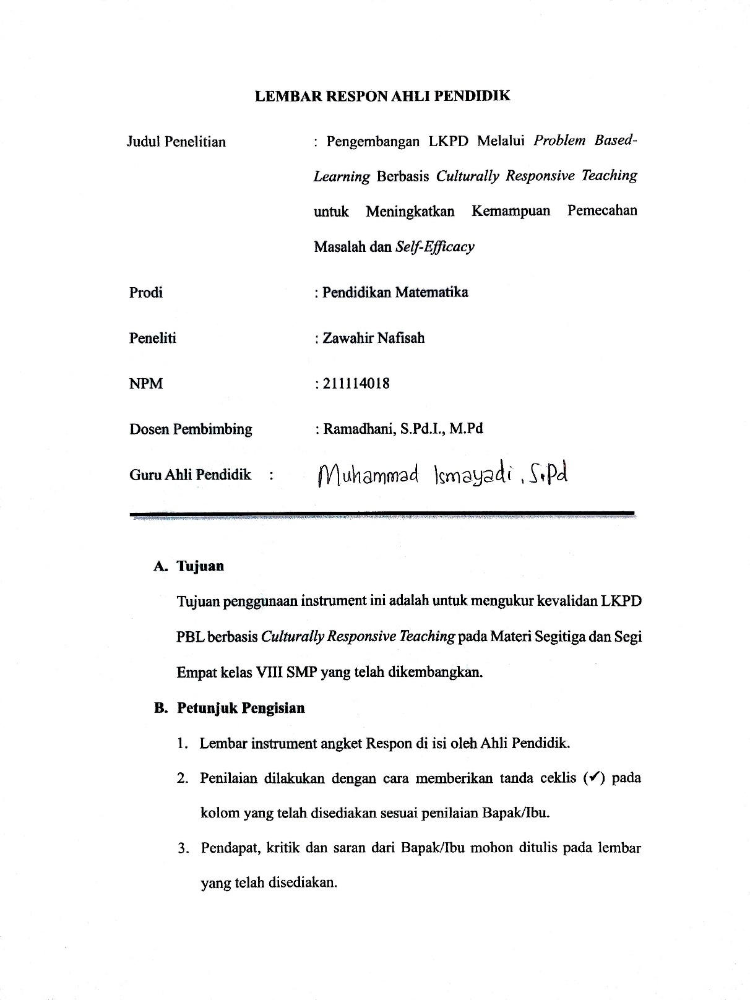 LEMBAR RESPON AHLI PENDIDIK
Judul Penelitian : Pengembangan LKPD Melalui Problem Based-
Learning Berbasis Culturally Responsive Teaching
untuk Meningkatkan Kemampuan Pemecahan
Masalah dan Self-Efficacy
Prodi : Pendidikan Matematika
Peneliti : Zawahir Nafisah
NPM : 211114018
Dosen Pembimbing : Ramadhani, S.Pd.I., M.Pd
Guru Ahli Pendidik : Muhammad Ismayadi, S.Pd
A. Tujuan
Tujuan penggunaan instrument ini adalah untuk mengukur kevalidan LKPD
PBL berbasis Culturally Responsive Teaching pada Materi Segitiga dan Segi
Empat kelas VIII SMP yang telah dikembangkan.
B. Petunjuk Pengisian
1. Lembar instrument angket Respon di isi oleh Ahli Pendidik.
2. Penilaian dilakukan dengan cara memberikan tanda ceklis (✓) pada
kolom yang telah disediakan sesuai penilaian Bapak/Ibu.
3. Pendapat, kritik dan saran dari Bapak/Ibu mohon ditulis pada lembar
yang telah disediakan.